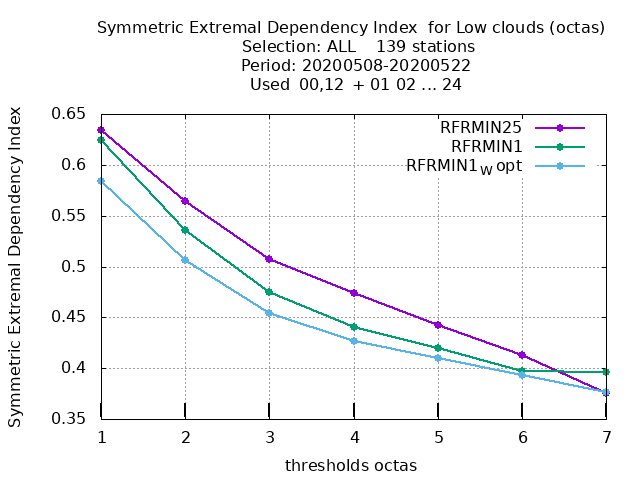 Symmetric Extremal Dependency Index  for Low clouds (octas)
Selection: ALL    139 stations
Period: 20200508-20200522
Used  00,12  + 01 02 ... 24
Symmetric Extremal Dependency Index
0.65
0.6
0.55
0.5
0.45
0.4
0.35
RFRMIN25
RFRMIN1
RFRMIN1W opt
1 2 3 4 5 6 7
thresholds octas